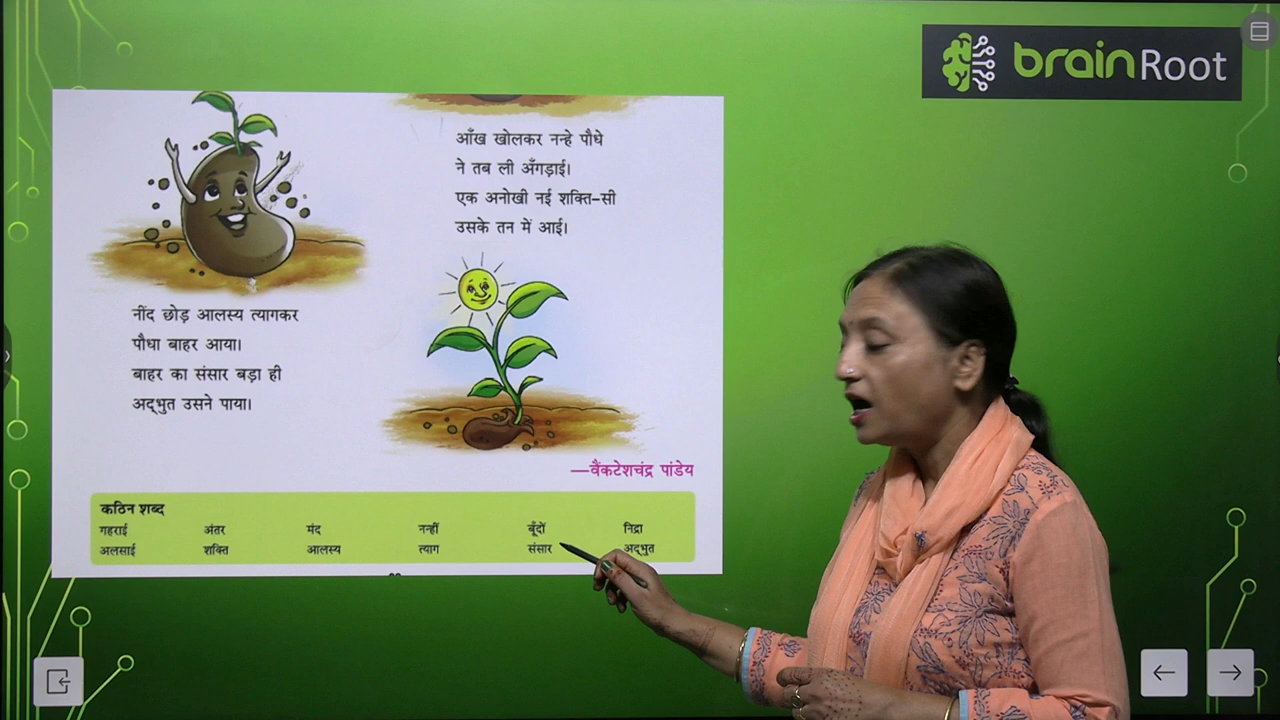 brainRoot
आँख खोलकर नन्हे पौधे
ने तब ली अँगड़ाई।
एक अनोखी नई शक्ति-सी
उसके तन में आई।
नींद छोड़ आलस्य त्यागकर
पौधा बाहर आया।
बाहर का संसार बड़ा ही
अद्भुत उसने पाया।
—वैंकटेशचंद्र पांडेय
कठिन शब्द
गहराई अंतर मंद नन्हीं बूँदों निद्रा
अलसाई शक्ति आलस्य त्याग संसार अद्भुत